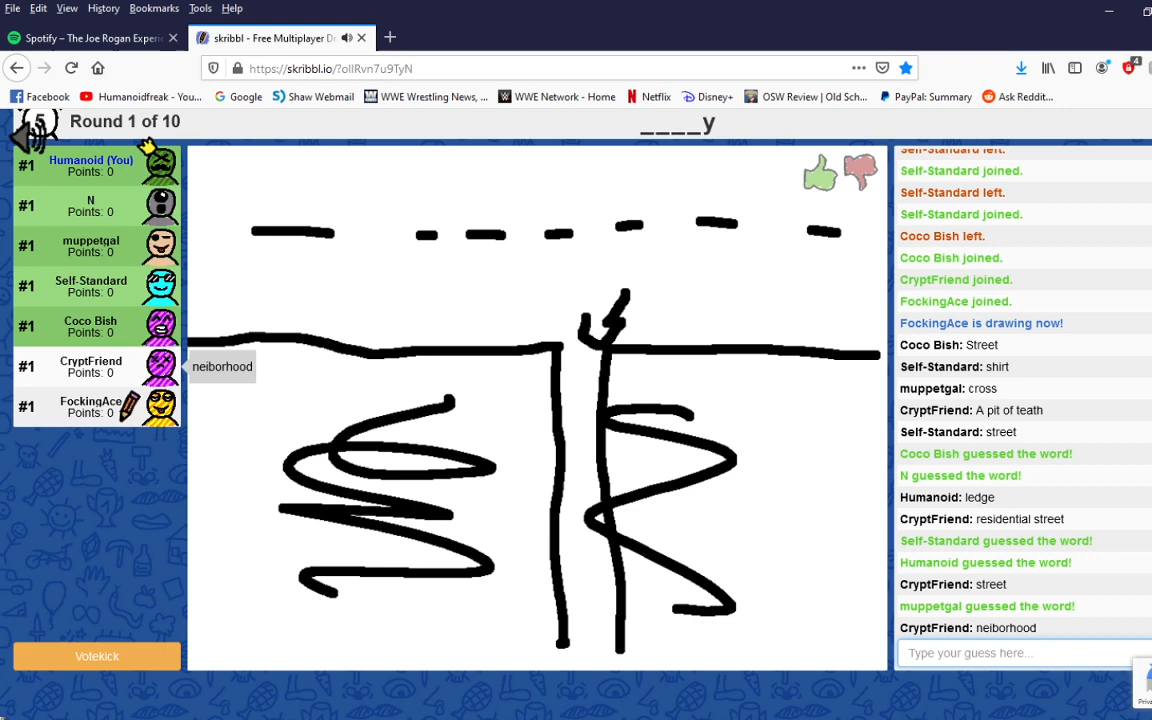 File Edit View History Bookmarks Tools Help
Spotify – The Joe Rogan Experie
skribbl - Free Multiplayer Dr
https://skribbl.io/?olIRvn7u9TyN
4
Facebook
Humanoidfreak - You...
Google
Shaw Webmail
WWE Wrestling News, ...
WWE Network - Home
Netflix
Disney+
OSW Review | Old Sch...
PayPal: Summary
Ask Reddit...
5
Round 1 of 10
____y
#1
Humanoid (You)
Points: 0
#1
N
Points: 0
#1
muppetgal
Points: 0
#1
Self-Standard
Points: 0
#1
Coco Bish
Points: 0
#1
CryptFriend
Points: 0
neiborhood
#1
FockingAce
Points: 0
Votekick
Self-Standard left.
Self-Standard joined.
Self-Standard left.
Self-Standard joined.
Coco Bish left.
Coco Bish joined.
CryptFriend joined.
FockingAce joined.
FockingAce is drawing now!
Coco Bish: Street
Self-Standard: shirt
muppetgal: cross
CryptFriend: A pit of teath
Self-Standard: street
Coco Bish guessed the word!
N guessed the word!
Humanoid: ledge
CryptFriend: residential street
Self-Standard guessed the word!
Humanoid guessed the word!
CryptFriend: street
muppetgal guessed the word!
CryptFriend: neiborhood
Type your guess here...